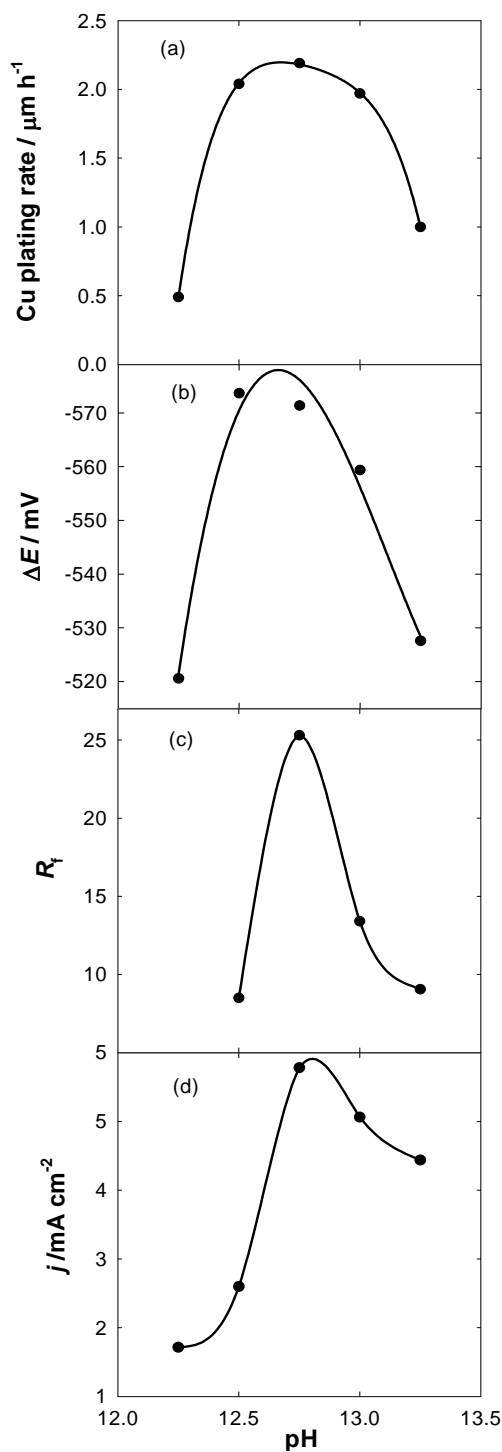 (a)
Cu plating rate / μm h⁻¹
2.5
2.0
1.5
1.0
0.5
0.0
(b)
ΔE / mV
-570
-560
-550
-540
-530
-520
(c)
R_f
25
20
15
10
5
(d)
j /mA cm⁻²
5
4
3
2
1
12.0 12.5 13.0 13.5
pH